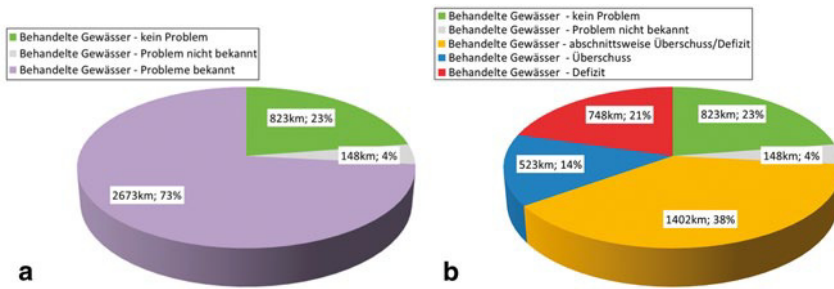 Behandelte Gewässer - kein Problem
Behandelte Gewässer - Problem nicht bekannt
Behandelte Gewässer - Probleme bekannt
823km; 23%
148km; 4%
2673km; 73%
a
Behandelte Gewässer - kein Problem
Behandelte Gewässer - Problem nicht bekannt
Behandelte Gewässer - abschnittsweise Überschuss/Defizit
Behandelte Gewässer - Überschuss
Behandelte Gewässer - Defizit
748km; 21%
823km; 23%
148km; 4%
523km; 14%
1402km; 38%
b